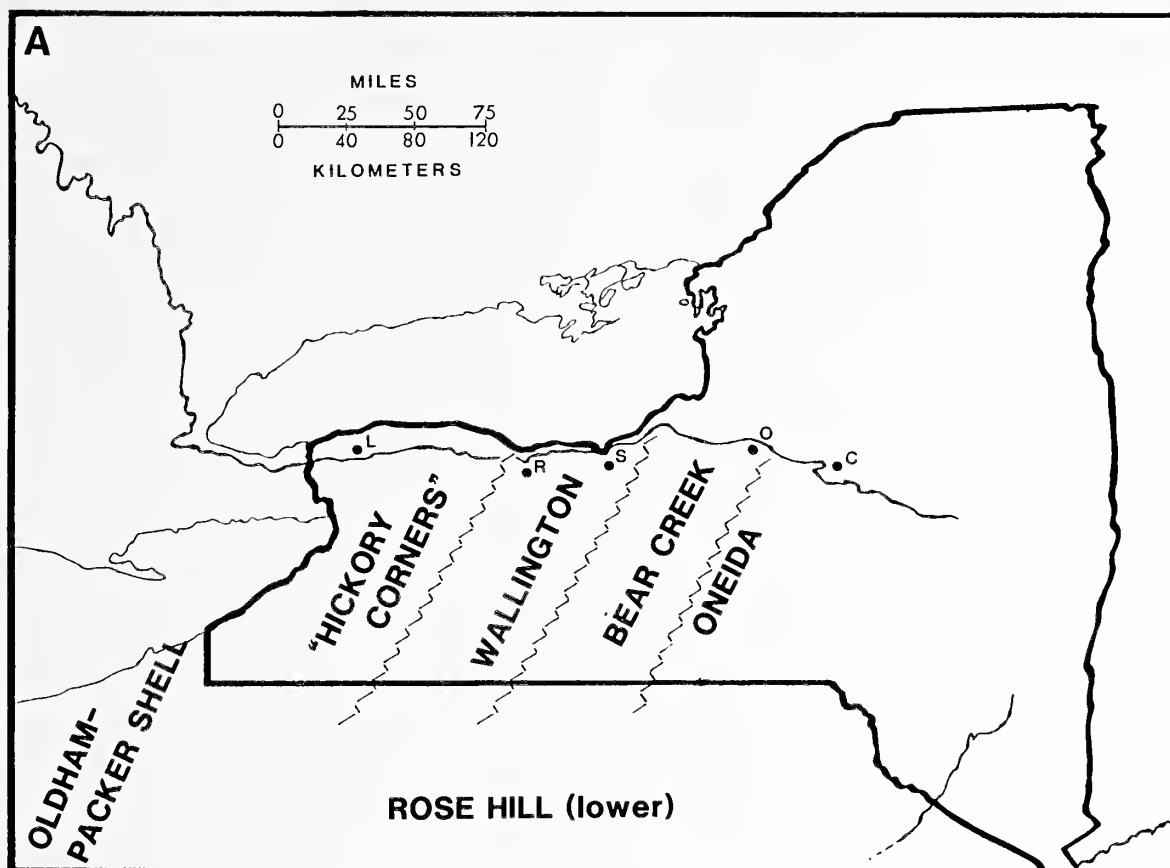 A
MILES
0 25 50 75
0 40 80 120
KILOMETERS
L
R
S
O
C
"HICKORY
CORNERS"
WALLINGTON
BEAR CREEK
ONEIDA
OLDHAM-
PACKER SHELL
ROSE HILL (lower)